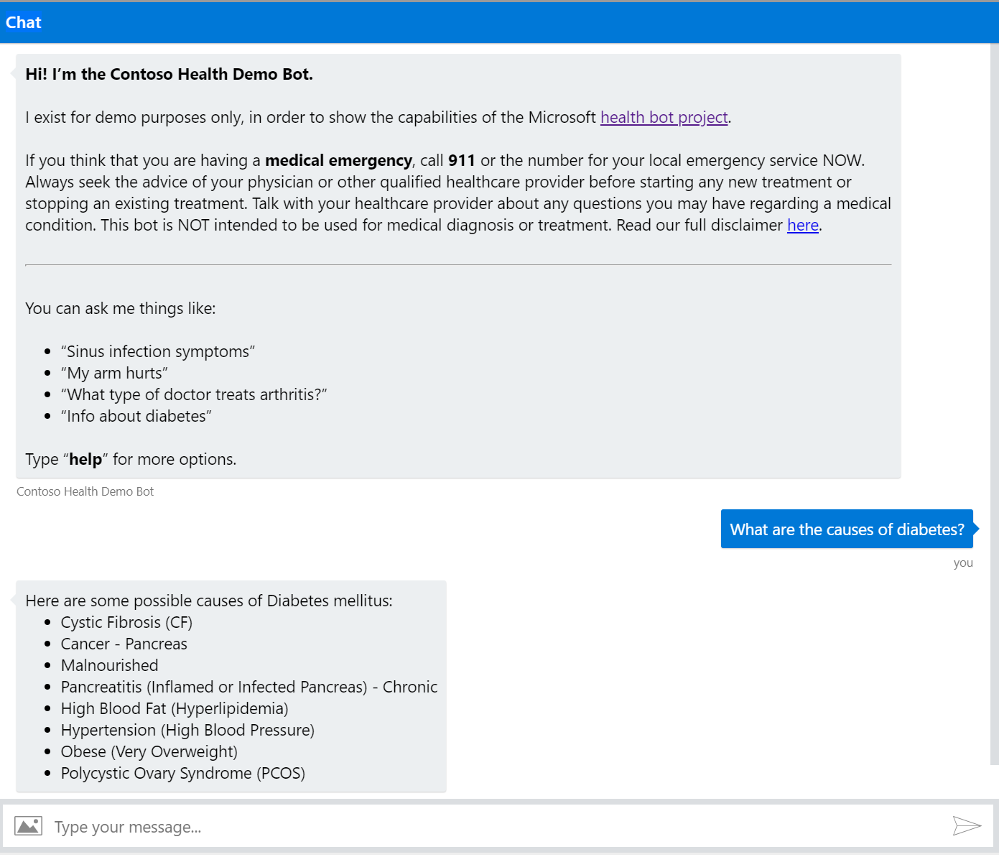 Chat
Hi! I’m the Contoso Health Demo Bot.
I exist for demo purposes only, in order to show the capabilities of the Microsoft health bot project.
If you think that you are having a medical emergency, call 911 or the number for your local emergency service NOW.
Always seek the advice of your physician or other qualified healthcare provider before starting any new treatment or
stopping an existing treatment. Talk with your healthcare provider about any questions you may have regarding a medical
condition. This bot is NOT intended to be used for medical diagnosis or treatment. Read our full disclaimer here.
You can ask me things like:
• “Sinus infection symptoms”
• “My arm hurts”
• “What type of doctor treats arthritis?”
• “Info about diabetes”
Type “help” for more options.
Contoso Health Demo Bot
What are the causes of diabetes?
you
Here are some possible causes of Diabetes mellitus:
• Cystic Fibrosis (CF)
• Cancer - Pancreas
• Malnourished
• Pancreatitis (Inflamed or Infected Pancreas) - Chronic
• High Blood Fat (Hyperlipidemia)
• Hypertension (High Blood Pressure)
• Obese (Very Overweight)
• Polycystic Ovary Syndrome (PCOS)
Type your message...